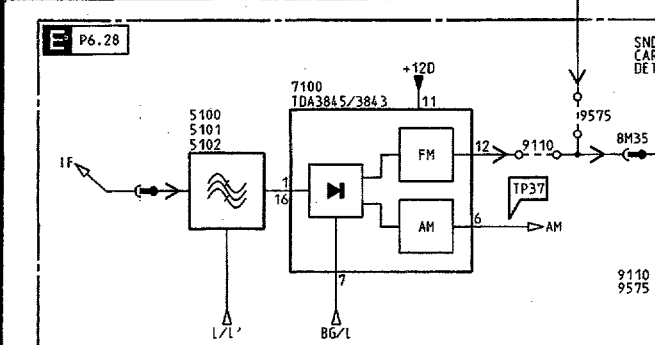 E P6.28
SND
CAR
DET
+12D
7100
TDA3845/3843
11
5100
5101
5102
9575
8M35
IF
FM
12
9110
1
16
TP37
AM
6
AM
7
9110
9575
L/L'
BG/L